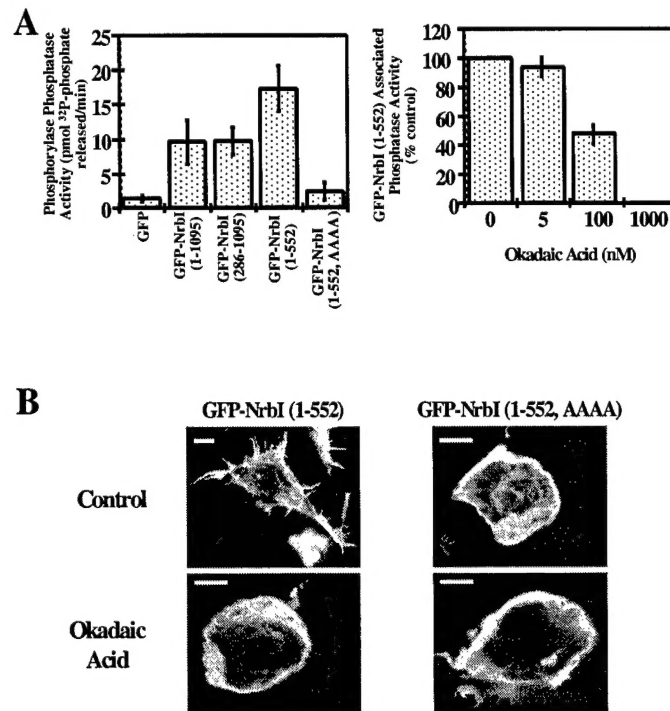 A
Phosphorylase Phosphatase
Activity (pmol ³²P-phosphate
released/min)
25
20
15
10
5
0
GFP
GFP-NrbI
(1-1095)
GFP-NrbI
(286-1095)
GFP-NrbI
(1-552)
GFP-NrbI
(1-552, AAAA)
GFP-NrbI (1-552) Associated
Phosphatase Activity
(% control)
120
100
80
60
40
20
0
0 5 100 1000
Okadaic Acid (nM)
B
GFP-NrbI (1-552) GFP-NrbI (1-552, AAAA)
Control
Okadaic
Acid